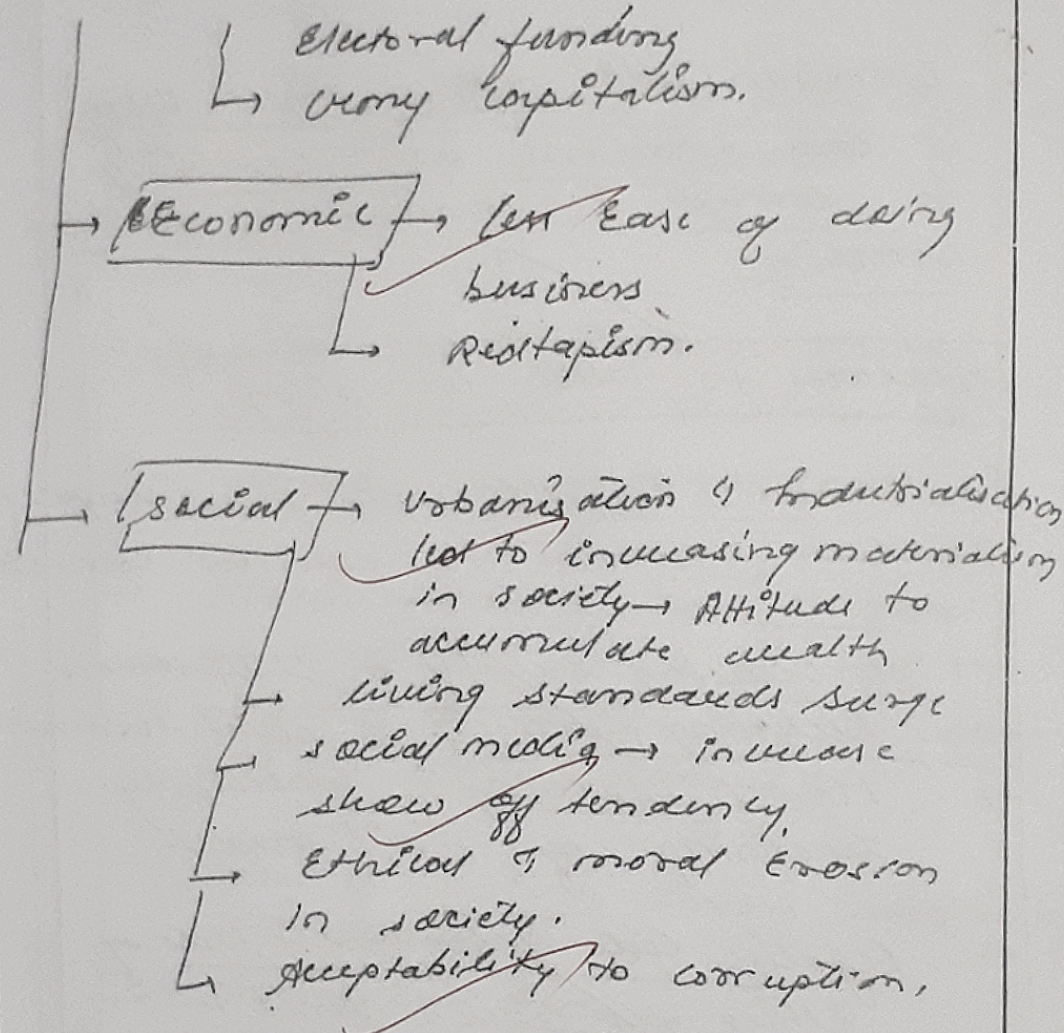 Electoral funding
→ crony capitalism.
→ Economic → less Ease of doing
business
→ Redtapism.
→ social → Urbanisation & Industrialisation
led to increasing materialism
in society → Attitude to
accumulate wealth
→ living standards surge
→ social media → increase
show off tendency
→ Ethical & moral Erosion
in society.
→ Acceptability to corruption.